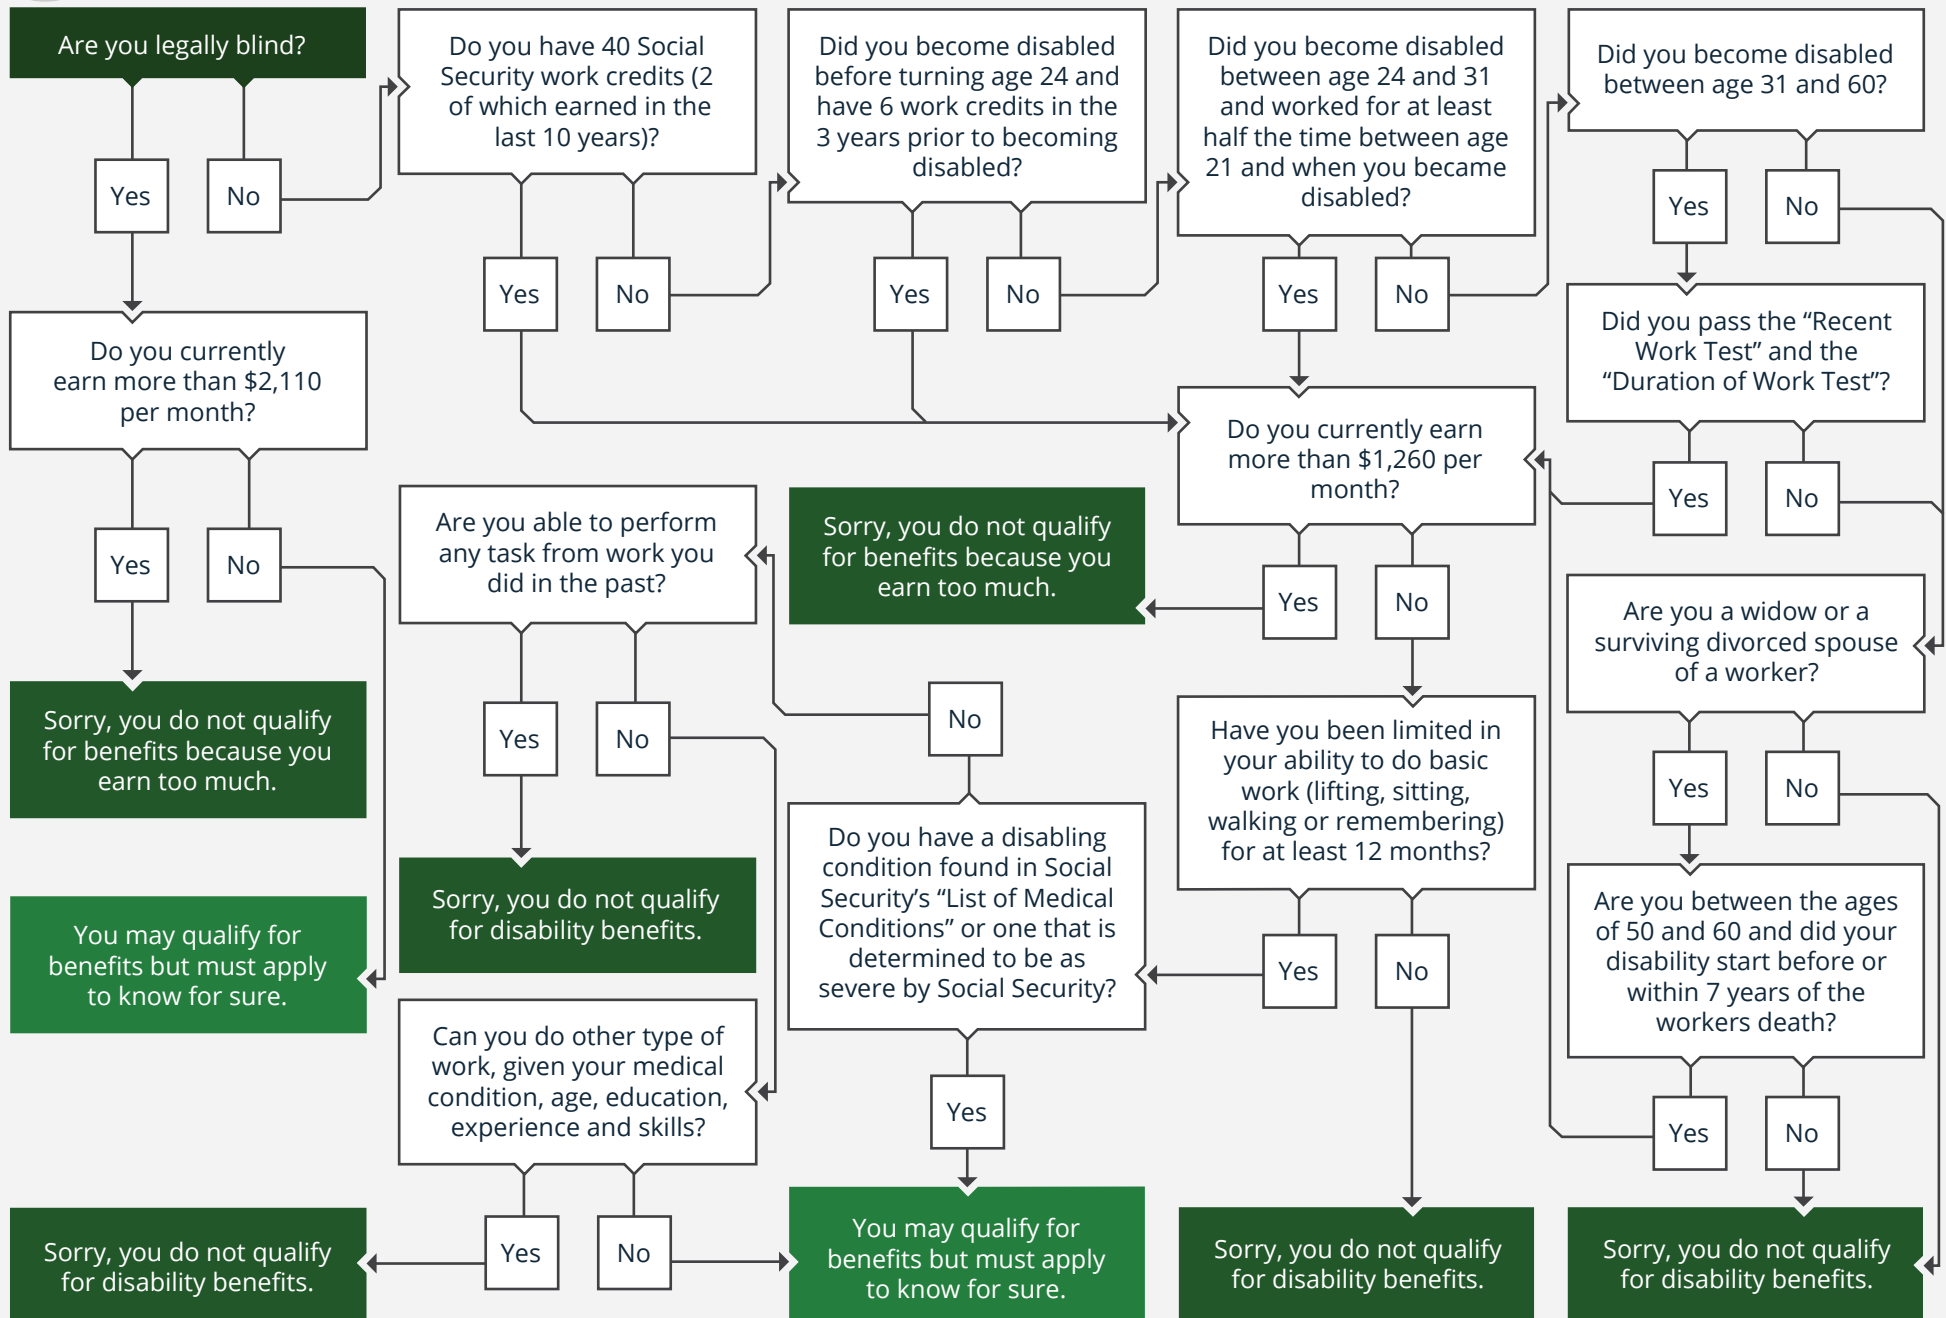 Are you legally blind?
Yes
No
Do you currently
earn more than $2,110
per month?
Yes
No
Sorry, you do not qualify
for benefits because you
earn too much.
You may qualify for
benefits but must apply
to know for sure.
Do you have 40 Social
Security work credits (2
of which earned in the
last 10 years)?
Yes
No
Did you become disabled
before turning age 24 and
have 6 work credits in the
3 years prior to becoming
disabled?
Yes
No
Did you become disabled
between age 24 and 31
and worked for at least
half the time between age
21 and when you became
disabled?
Yes
No
Did you become disabled
between age 31 and 60?
Yes
No
Did you pass the “Recent
Work Test” and the
“Duration of Work Test”?
Yes
No
Are you a widow or a
surviving divorced spouse
of a worker?
Yes
No
Are you between the ages
of 50 and 60 and did your
disability start before or
within 7 years of the
workers death?
Yes
No
Sorry, you do not qualify
for disability benefits.
Do you currently earn
more than $1,260 per
month?
Yes
No
Sorry, you do not qualify
for benefits because you
earn too much.
Have you been limited in
your ability to do basic
work (lifting, sitting,
walking or remembering)
for at least 12 months?
Yes
No
Sorry, you do not qualify
for disability benefits.
Do you have a disabling
condition found in Social
Security’s “List of Medical
Conditions” or one that is
determined to be as
severe by Social Security?
No
Yes
Are you able to perform
any task from work you
did in the past?
Yes
No
Sorry, you do not qualify
for disability benefits.
Can you do other type of
work, given your medical
condition, age, education,
experience and skills?
Yes
No
Sorry, you do not qualify
for disability benefits.
You may qualify for
benefits but must apply
to know for sure.